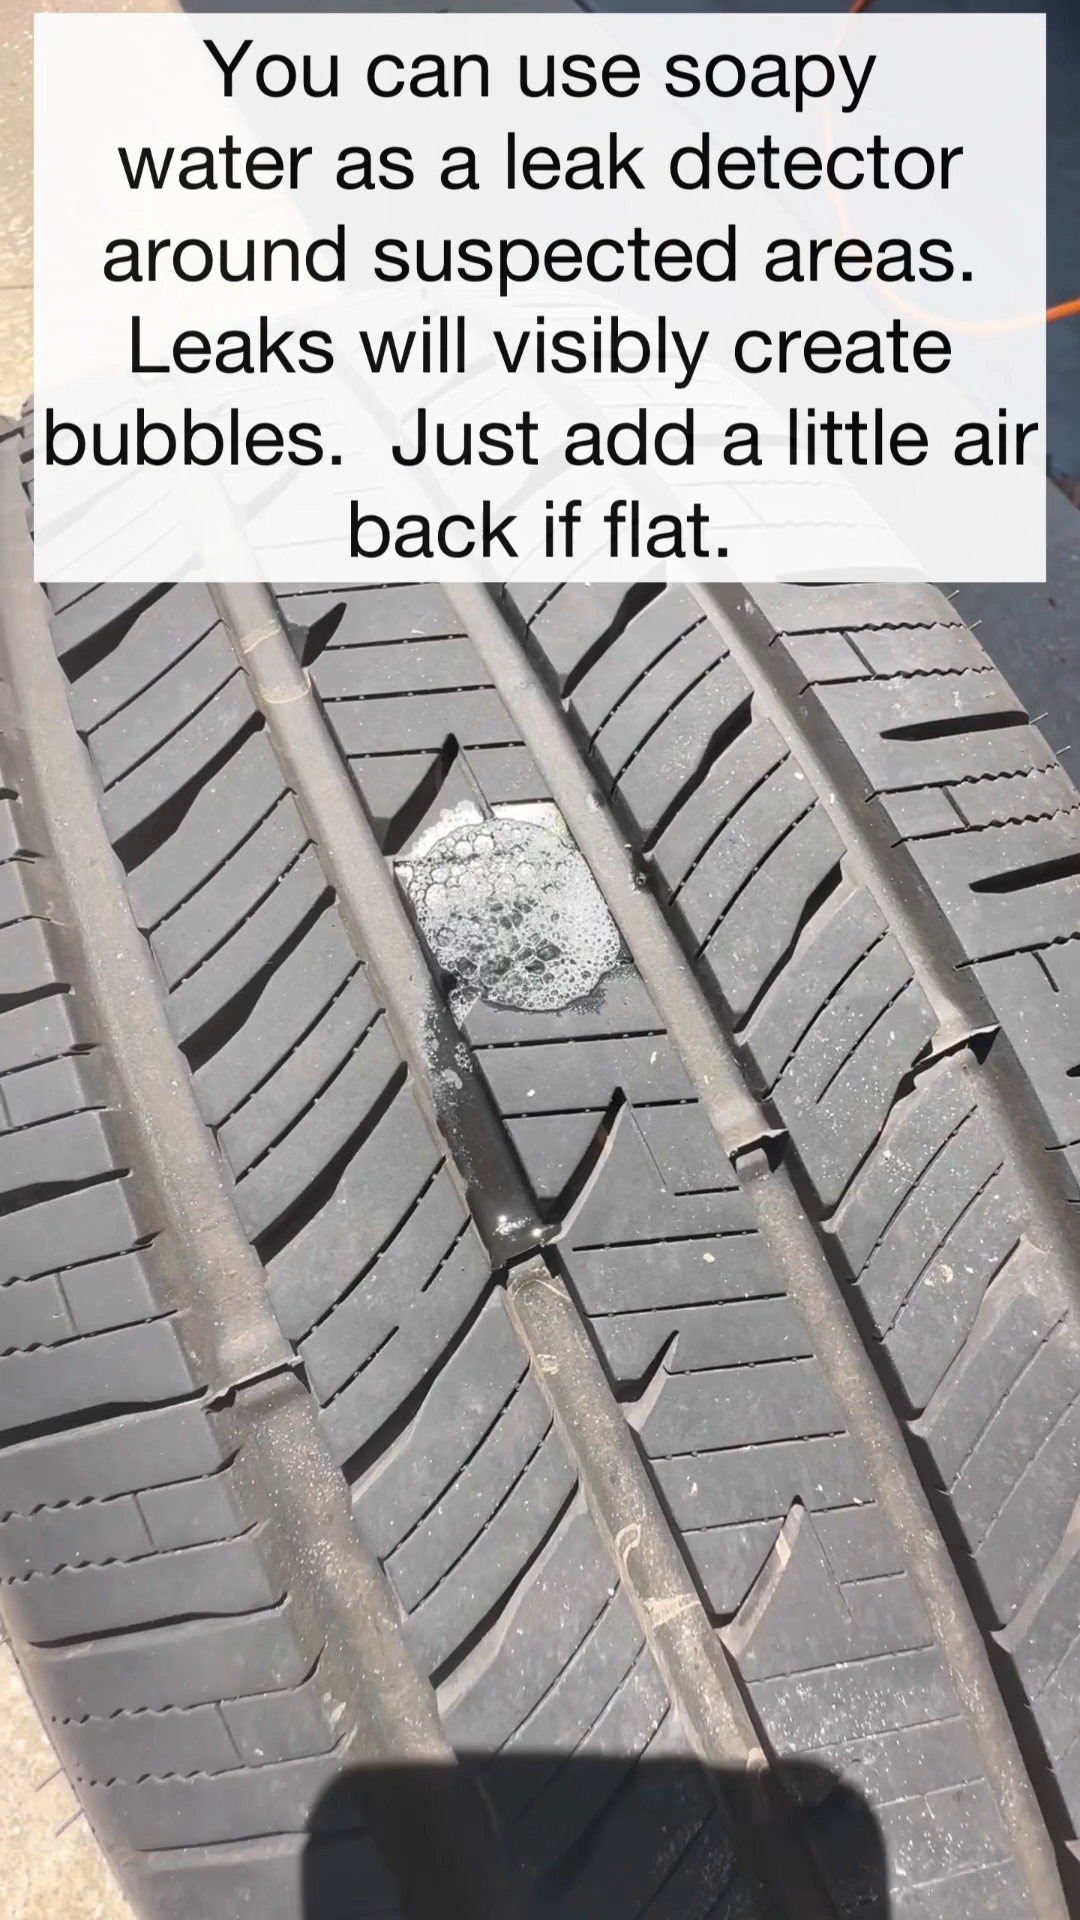 You can use soapy
water as a leak detector
around suspected areas.
Leaks will visibly create
bubbles.  Just add a little air
back if flat.